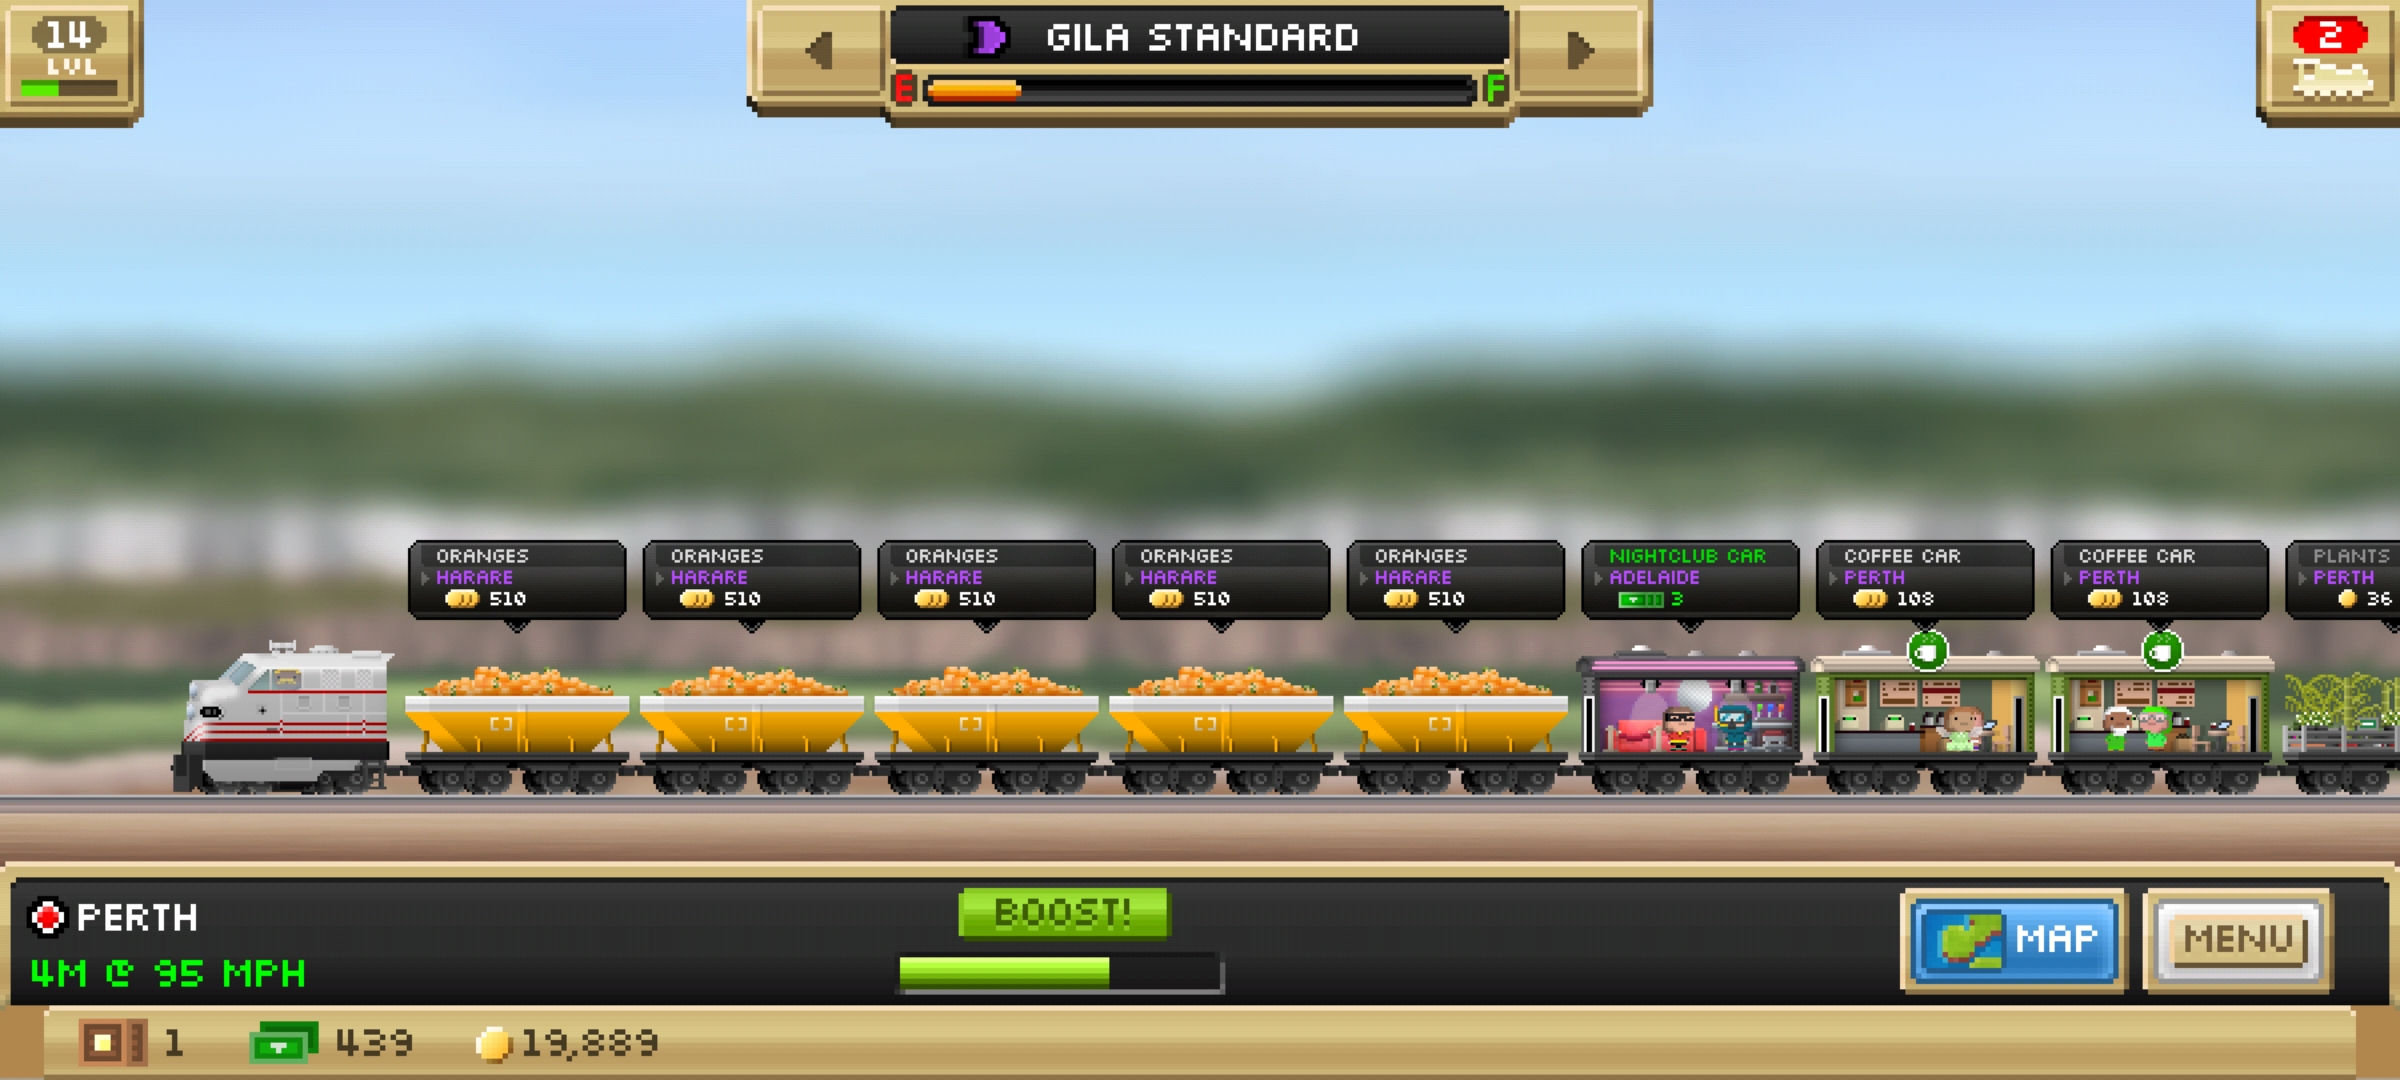 14
LVL
GILA STANDARD
E
F
2
ORANGES
HARARE
510
ORANGES
HARARE
510
ORANGES
HARARE
510
ORANGES
HARARE
510
ORANGES
HARARE
510
NIGHTCLUB CAR
ADELAIDE
3
COFFEE CAR
PERTH
108
COFFEE CAR
PERTH
108
PLANTS
PERTH
36
PERTH
4M @ 95 MPH
BOOST!
MAP
MENU
1
439
19,889